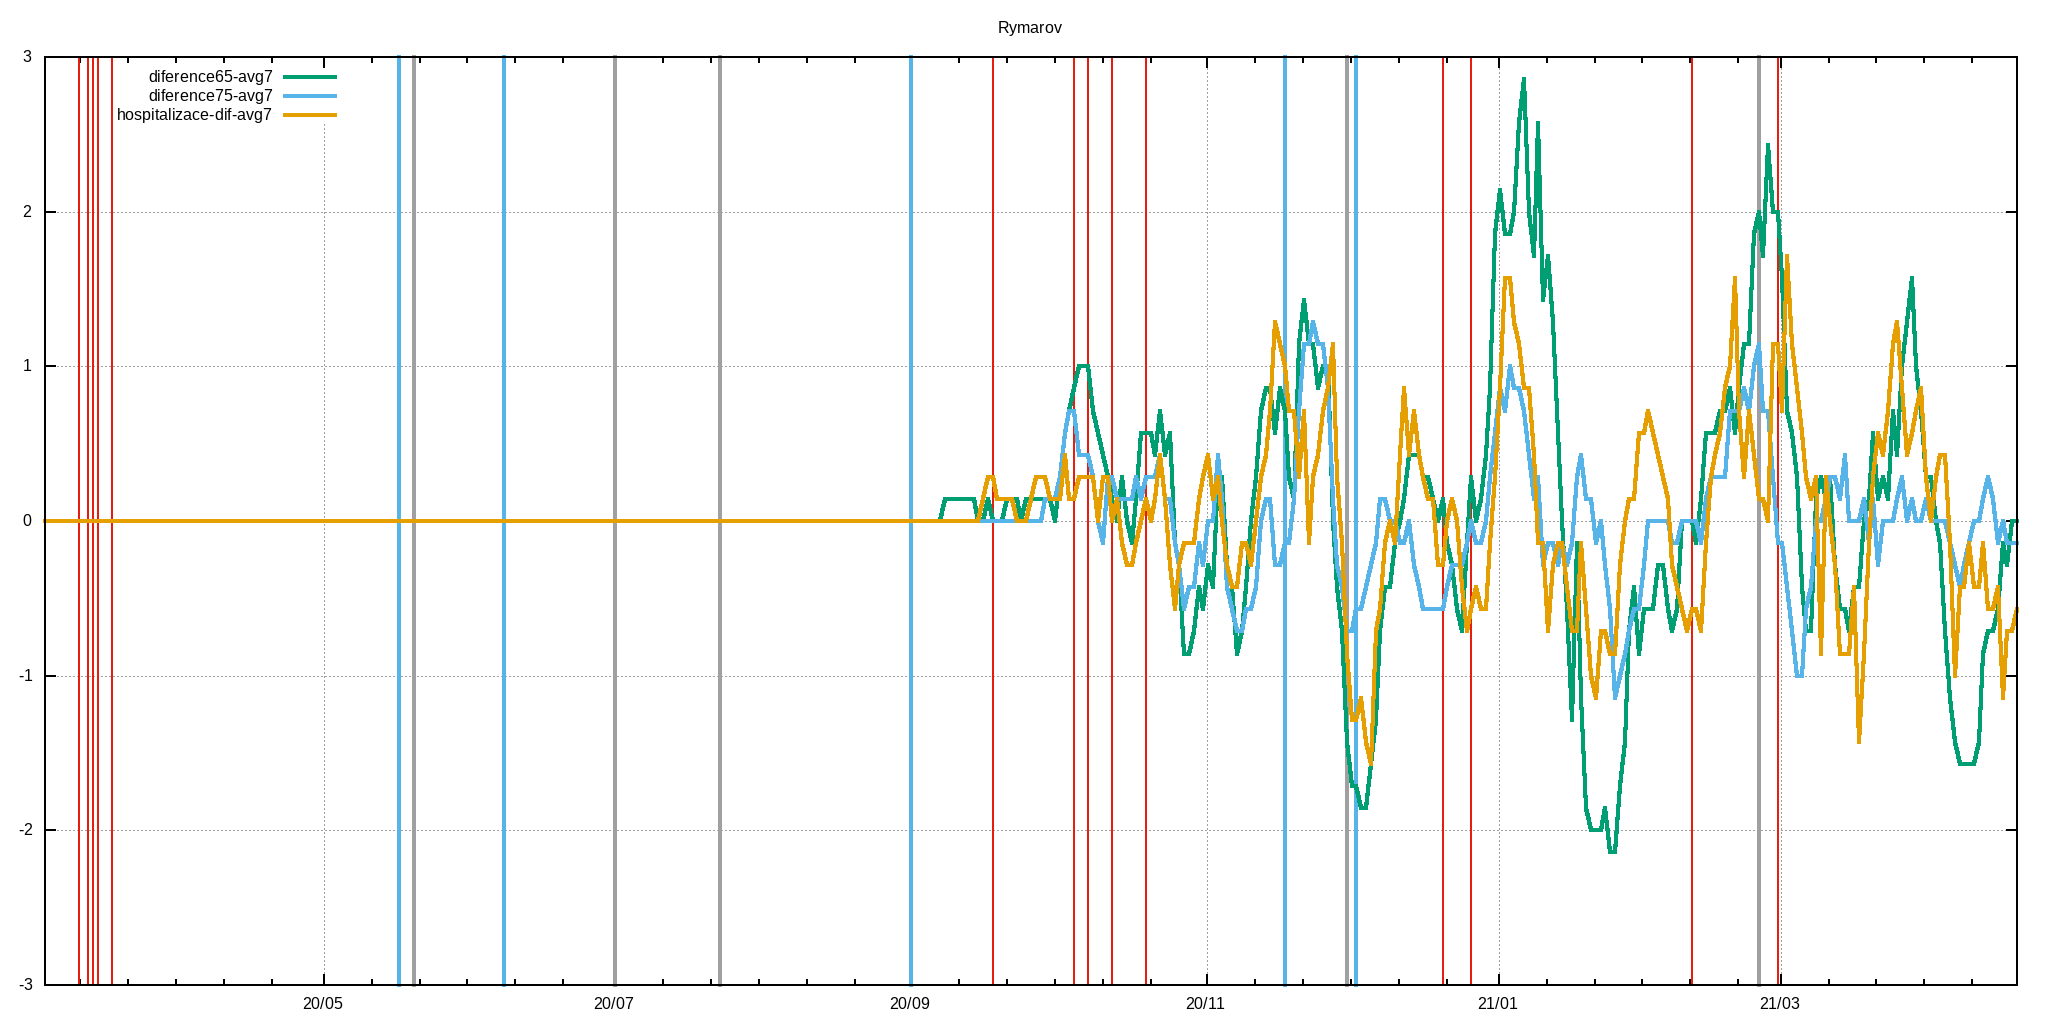 Rymarov
diference65-avg7
diference75-avg7
hospitalizace-dif-avg7
3
2
1
0
-1
-2
-3
20/05 20/07 20/09 20/11 21/01 21/03